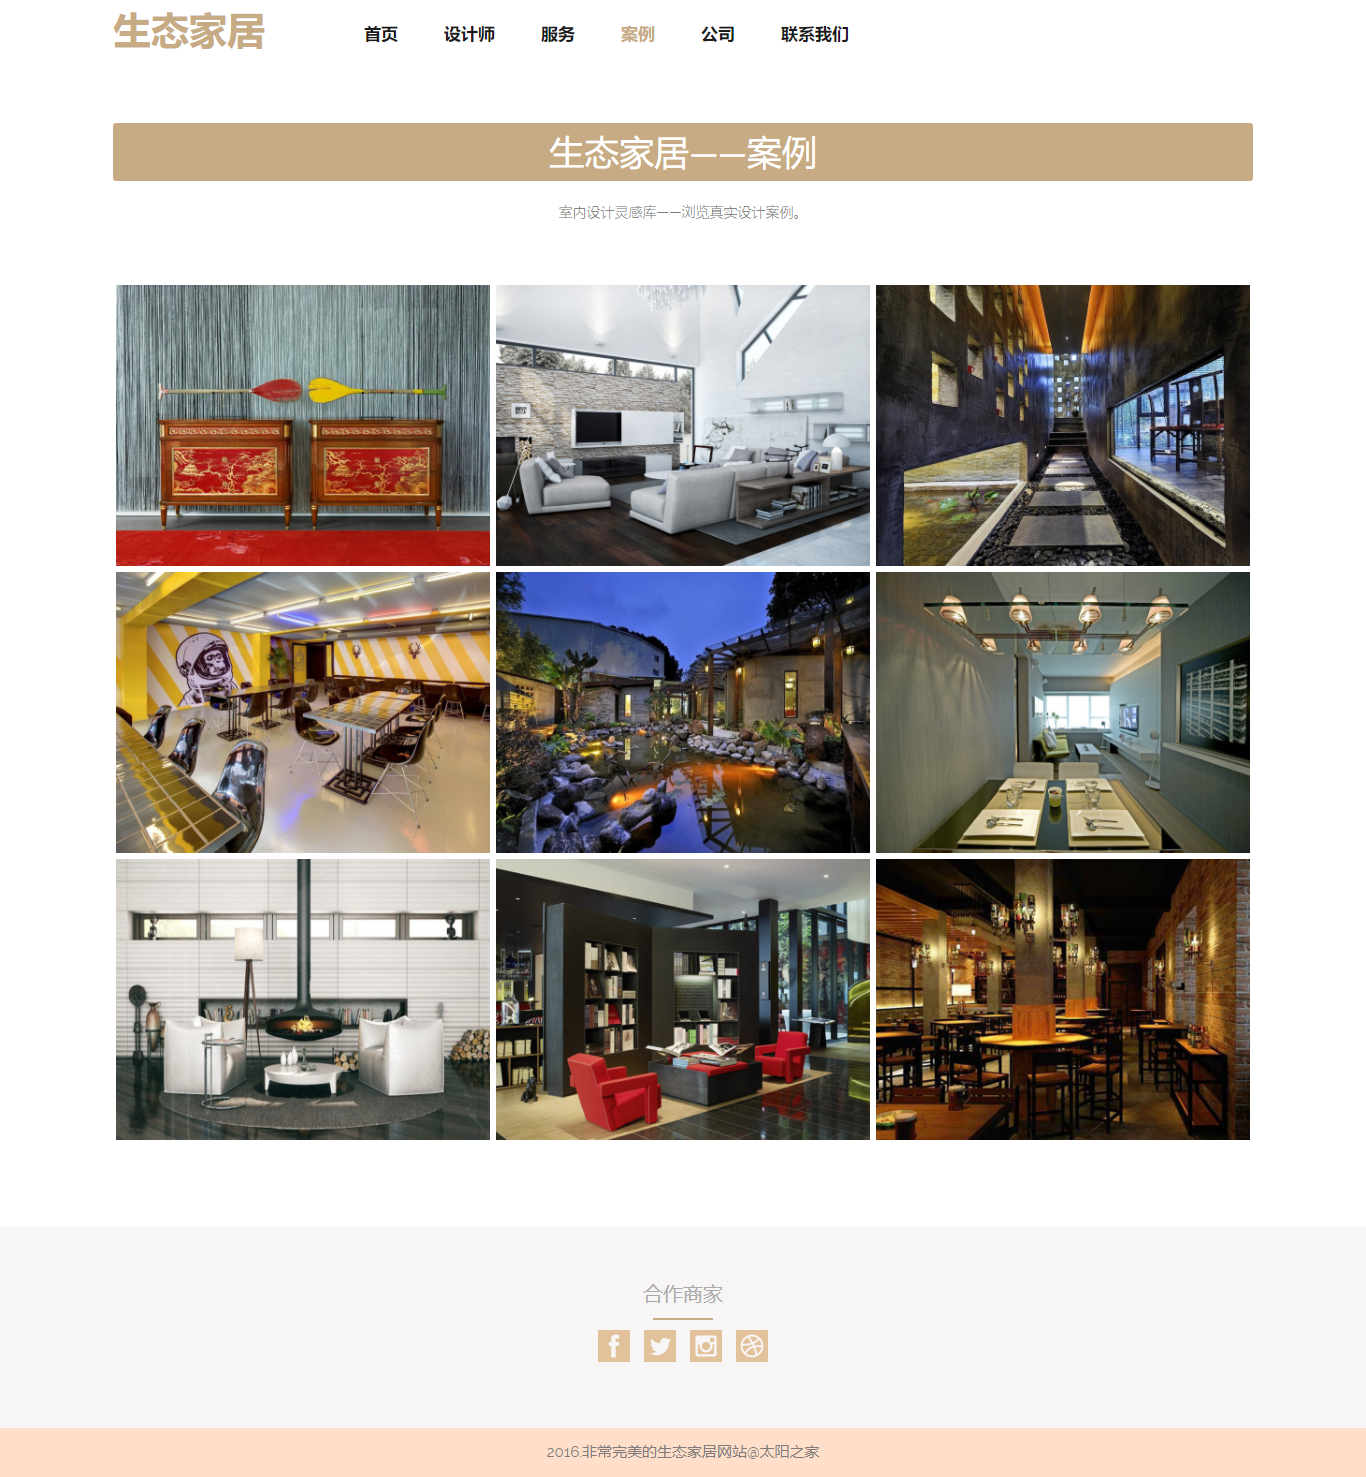 生态家居
首页 设计师 服务 案例 公司 联系我们
生态家居——案例
室内设计灵感库——浏览真实设计案例。
合作商家
2016.非常完美的生态家居网站@太阳之家